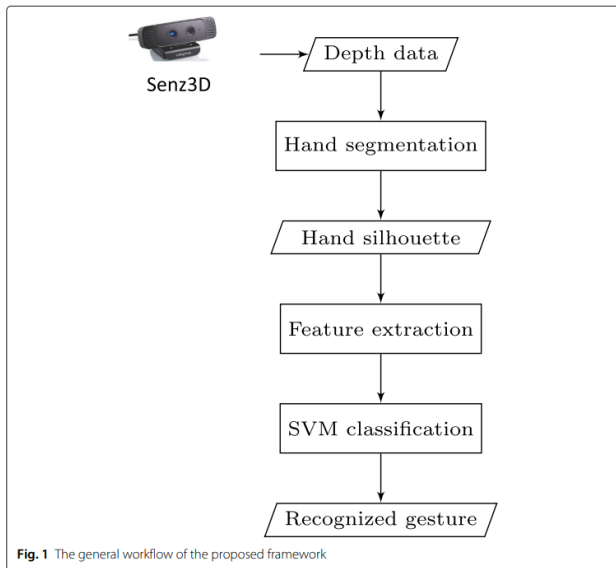 Depth data
Senz3D
Hand segmentation
Hand silhouette
Feature extraction
SVM classification
Recognized gesture
Fig. 1 The general workflow of the proposed framework